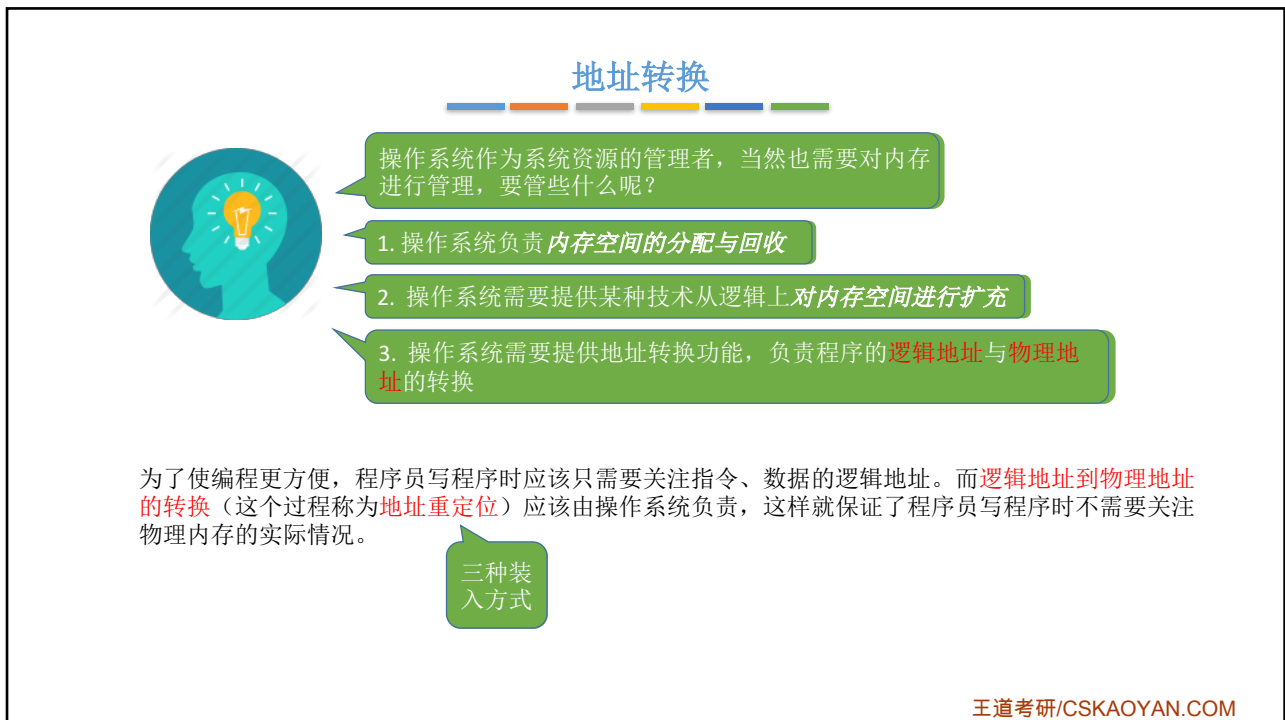 地址转换
操作系统作为系统资源的管理者，当然也需要对内存
进行管理，要管些什么呢？
1. 操作系统负责内存空间的分配与回收
2. 操作系统需要提供某种技术从逻辑上对内存空间进行扩充
3. 操作系统需要提供地址转换功能，负责程序的逻辑地址与物理地
址的转换
为了使编程更方便，程序员写程序时应该只需要关注指令、数据的逻辑地址。而逻辑地址到物理地址
的转换（这个过程称为地址重定位）应该由操作系统负责，这样就保证了程序员写程序时不需要关注
物理内存的实际情况。
三种装
入方式
王道考研/CSKAOYAN.COM